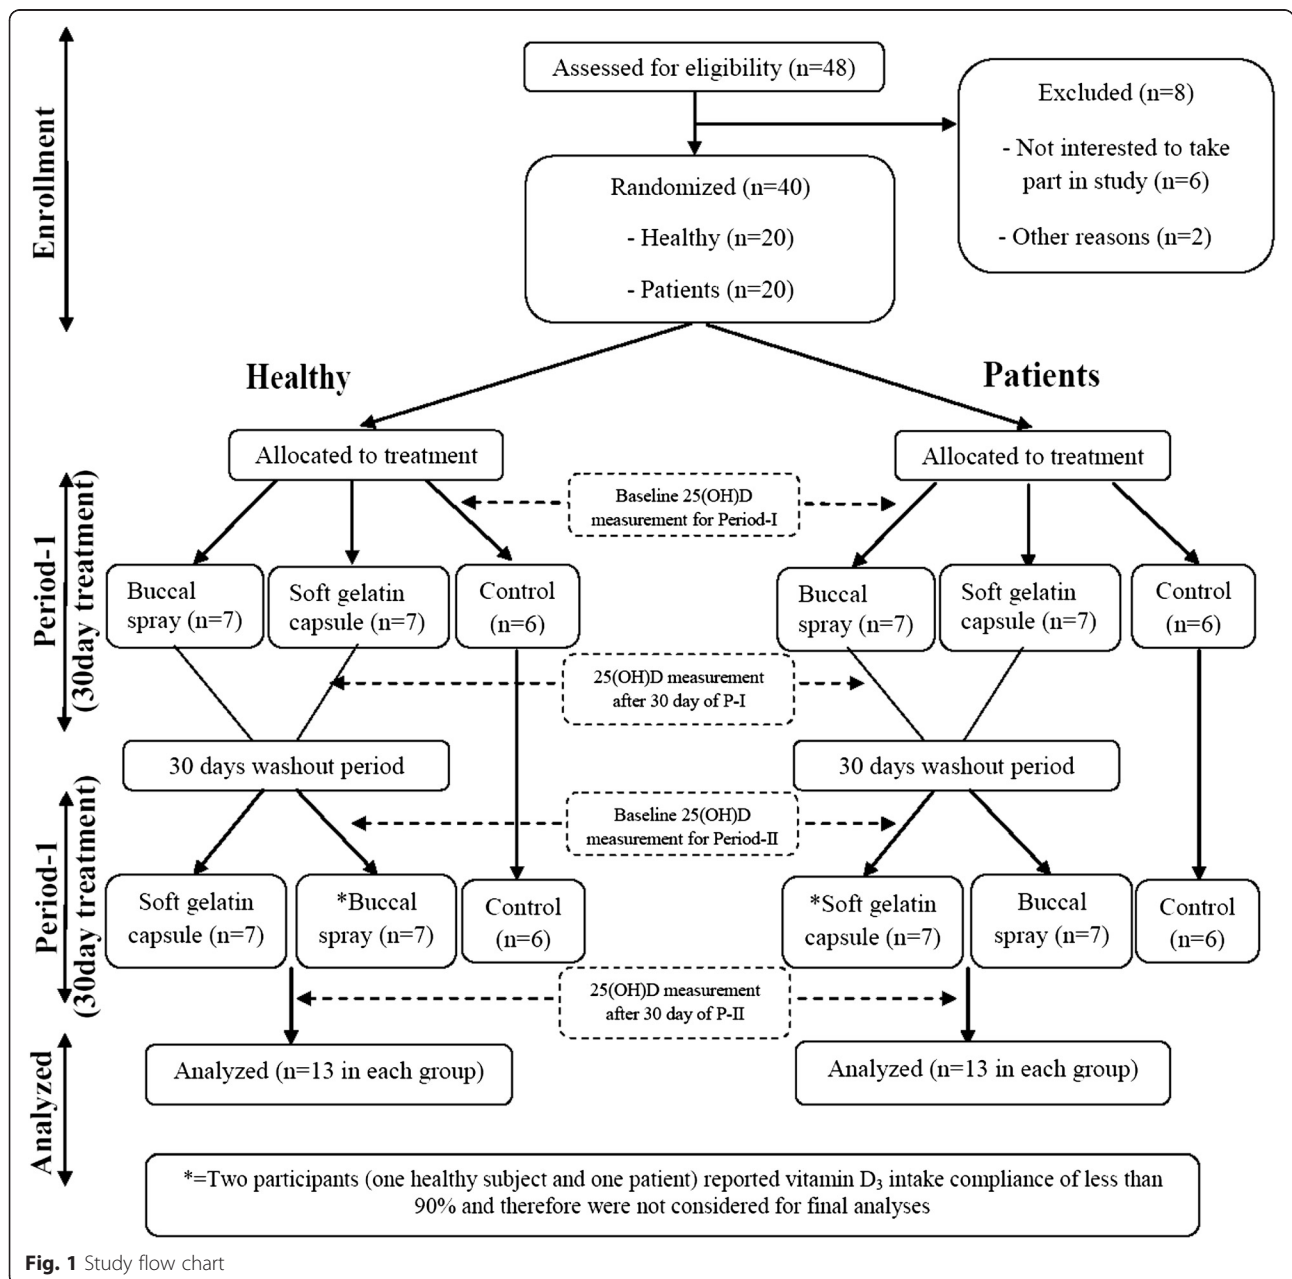 Enrollment
Assessed for eligibility (n=48)
Excluded (n=8)
- Not interested to take
part in study (n=6)
- Other reasons (n=2)
Randomized (n=40)
- Healthy (n=20)
- Patients (n=20)
Healthy
Patients
Period-1
(30day treatment)
Allocated to treatment
Allocated to treatment
Baseline 25(OH)D
measurement for Period-I
Buccal
spray (n=7)
Soft gelatin
capsule (n=7)
Control
(n=6)
Buccal
spray (n=7)
Soft gelatin
capsule (n=7)
Control
(n=6)
25(OH)D measurement
after 30 day of P-I
30 days washout period
30 days washout period
Period-1
(30day treatment)
Baseline 25(OH)D
measurement for Period-II
Soft gelatin
capsule (n=7)
*Buccal
spray (n=7)
Control
(n=6)
*Soft gelatin
capsule (n=7)
Buccal
spray (n=7)
Control
(n=6)
25(OH)D measurement
after 30 day of P-II
Analyzed
Analyzed (n=13 in each group)
Analyzed (n=13 in each group)
*=Two participants (one healthy subject and one patient) reported vitamin D₃ intake compliance of less than
90% and therefore were not considered for final analyses
Fig. 1 Study flow chart